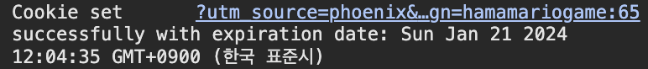 Cookie set ?utm_source=phoenix&…gn=hamamariogame:65
successfully with expiration date: Sun Jan 21 2024
12:04:35 GMT+0900 (한국 표준시)